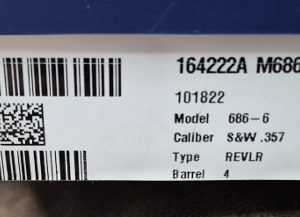 164222A M686
101822
Model 686-6
Caliber S&W .357
Type REVLR
Barrel 4